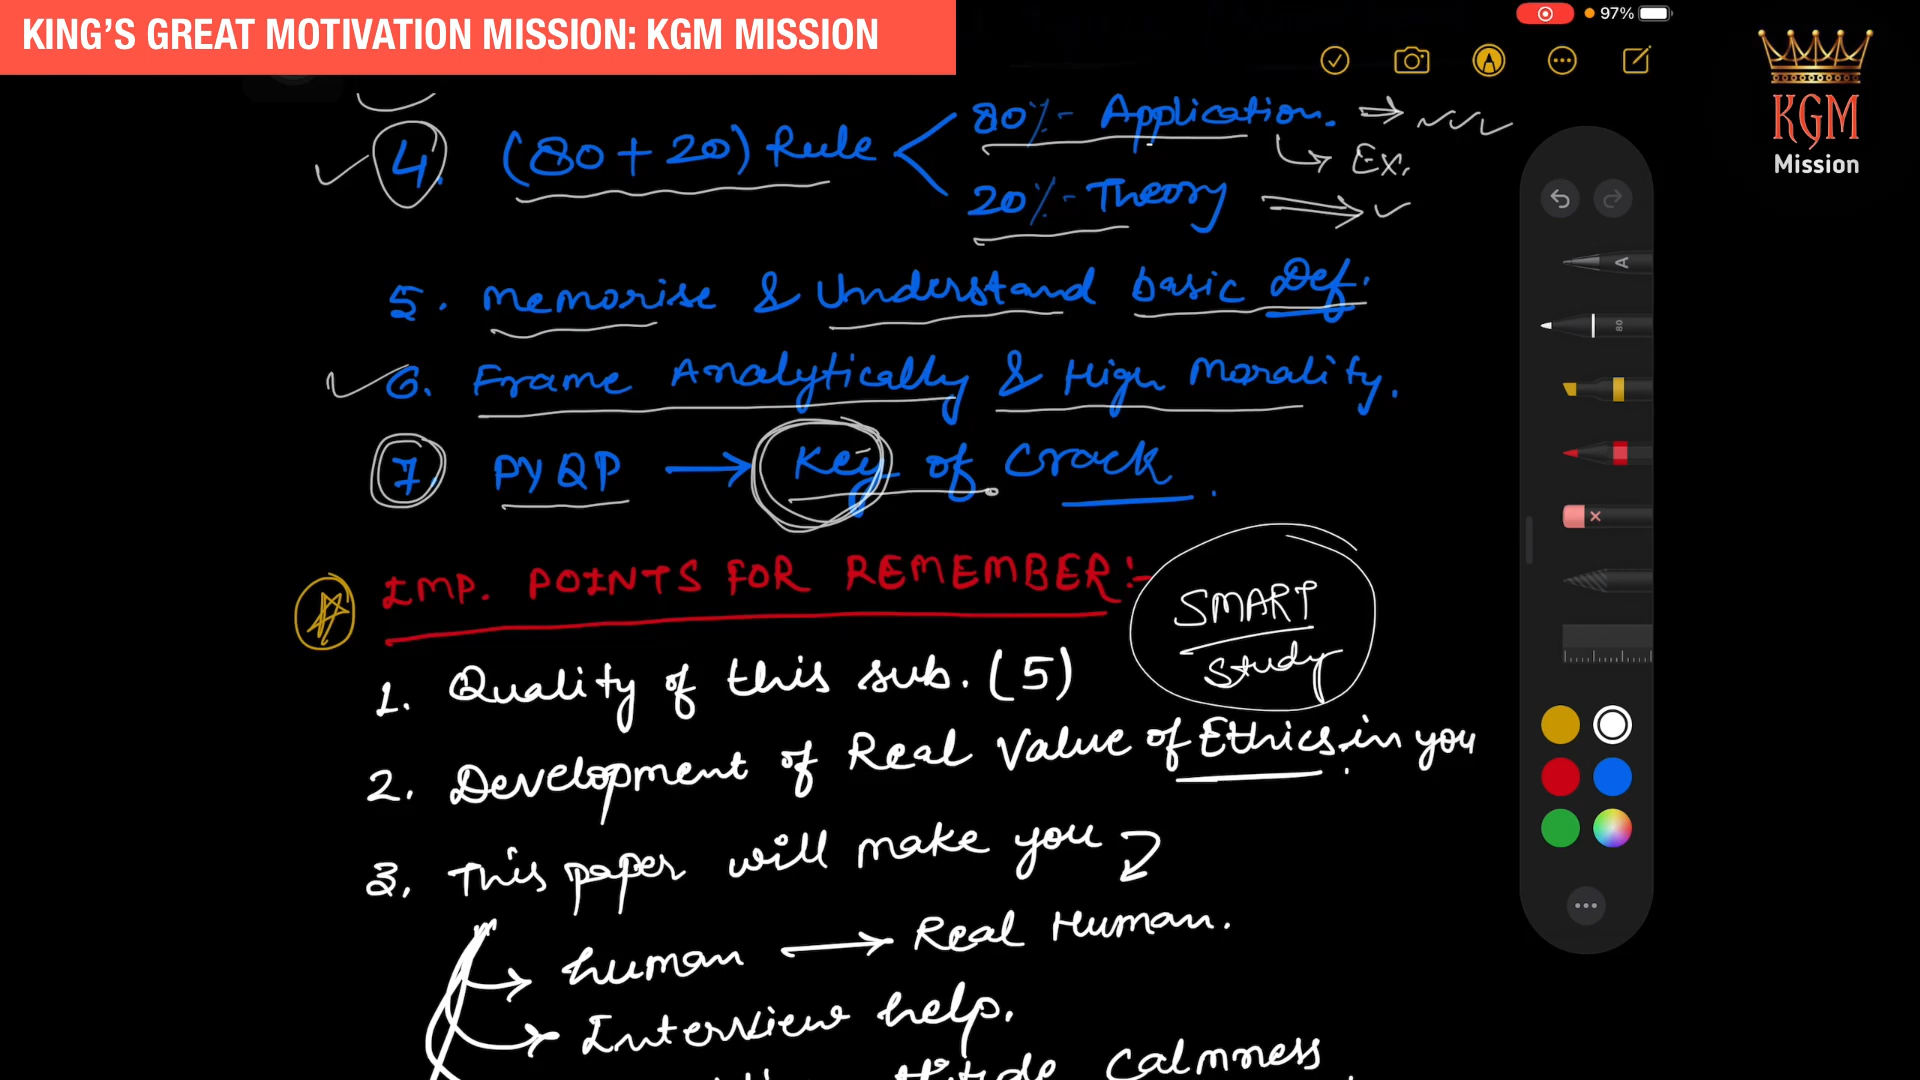 KING'S GREAT MOTIVATION MISSION: KGM MISSION
97%
KGM
Mission
4. (80+20) Rule
80%- Application.
Ex.
20%- Theory
5. Memorise & Understand basic Def.
6. Frame Analytically & High Morality.
7. PYQP → Key of Crack.
IMP. POINTS FOR REMEMBER:-
SMART
Study
1. Quality of this sub. (5)
2. Development of Real Value of Ethics in you
3. This paper will make you
→ human → Real Human.
→ Interview help.
calmness
A
80